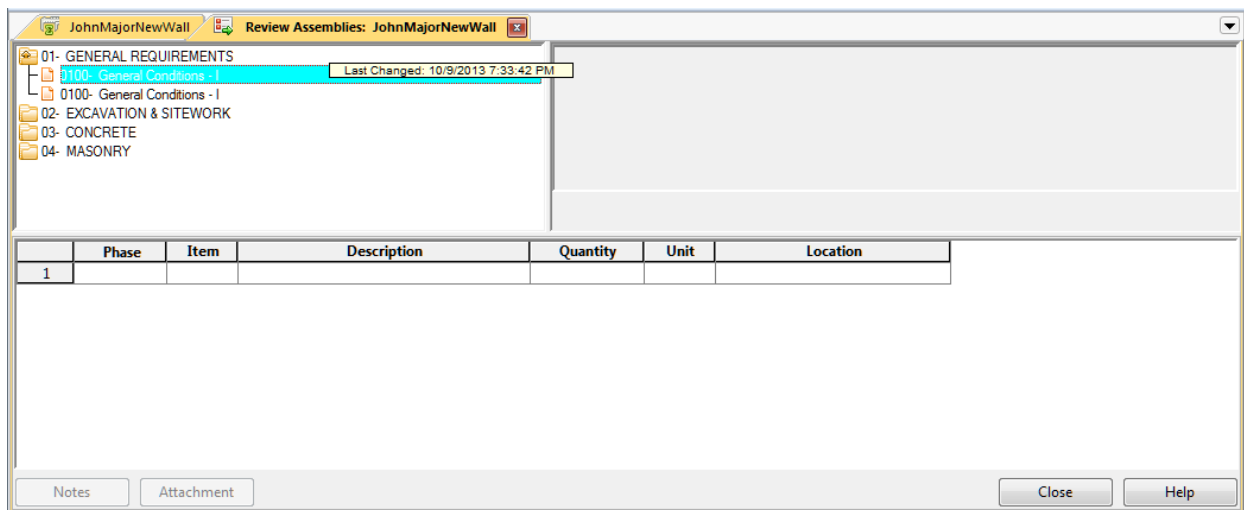 JohnMajorNewWall Review Assemblies: JohnMajorNewWall
01- GENERAL REQUIREMENTS
0100- General Conditions - I
Last Changed: 10/9/2013 7:33:42 PM
0100- General Conditions - I
02- EXCAVATION & SITEWORK
03- CONCRETE
04- MASONRY
Phase Item Description Quantity Unit Location
1
Notes Attachment Close Help